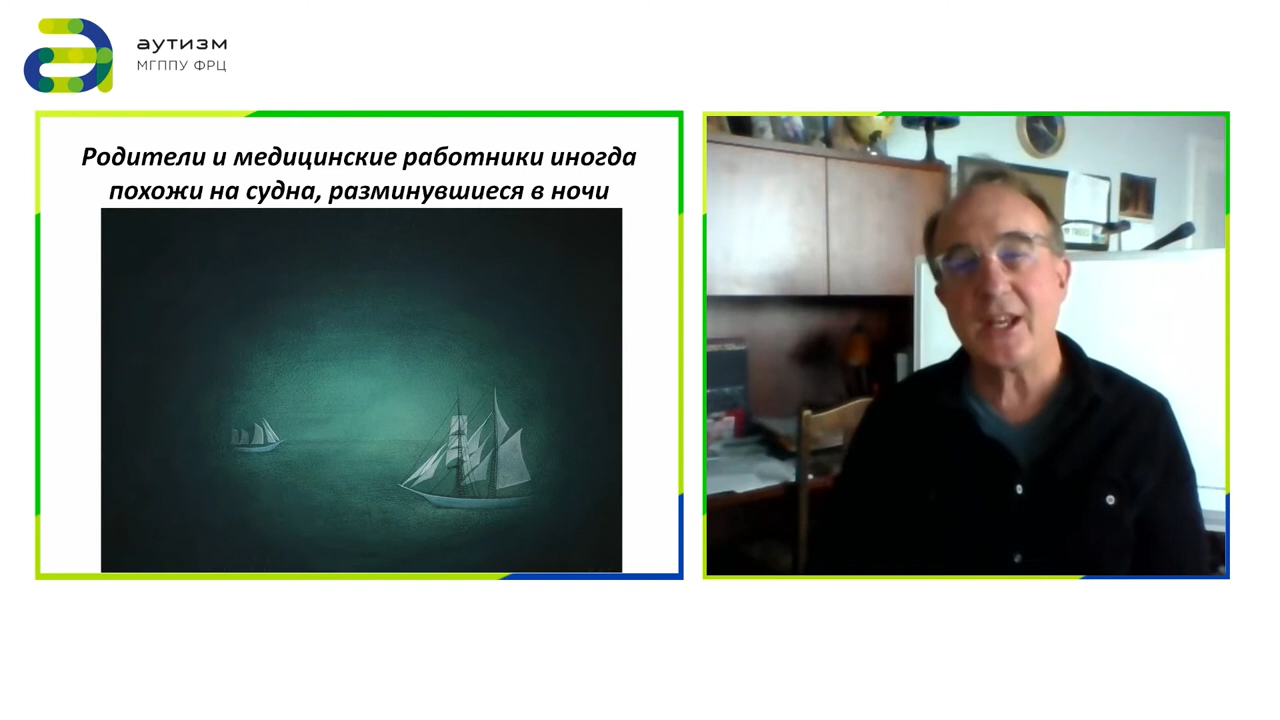 аутизм
МГППУ ФРЦ
Родители и медицинские работники иногда
похожи на судна, разминувшиеся в ночи